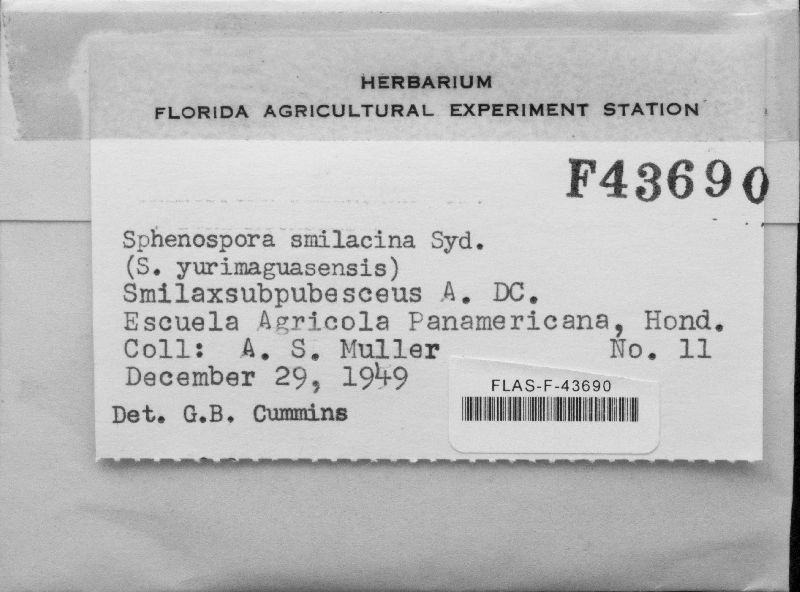 HERBARIUM
FLORIDA AGRICULTURAL EXPERIMENT STATION
F43690
Sphenospora smilacina Syd.
(S. yurimaguasensis)
Smilaxsubpubesceus A. DC.
Escuela Agricola Panamericana, Hond.
Coll: A. S. Muller No. 11
December 29, 1949
FLAS-F-43690
Det. G.B. Cummins